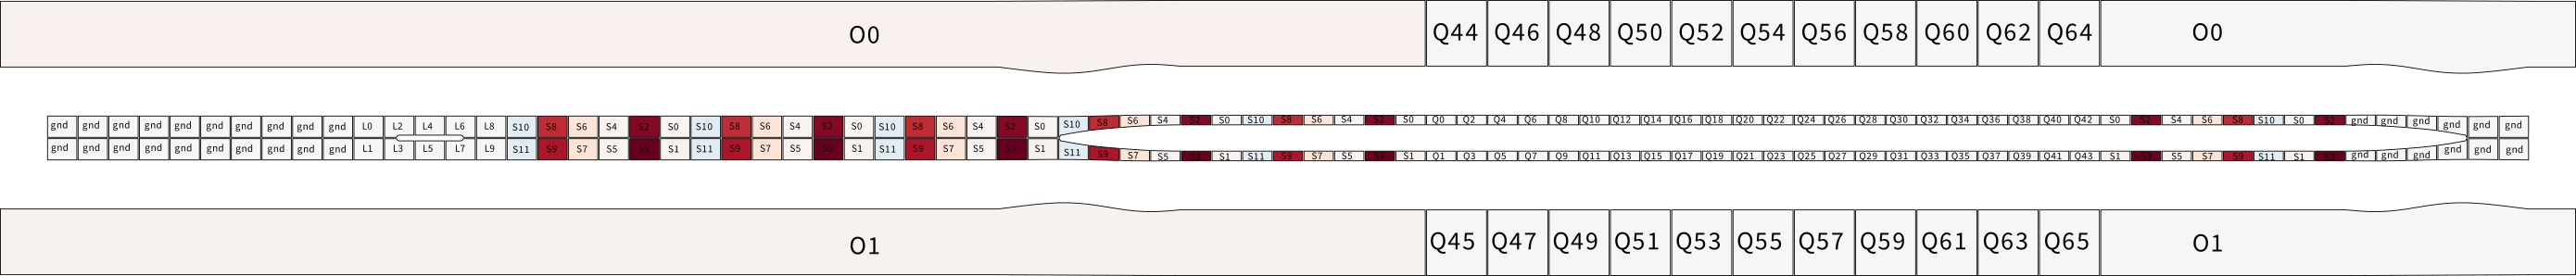 O0 Q44 Q46 Q48 Q50 Q52 Q54 Q56 Q58 Q60 Q62 Q64 O0
gnd gnd gnd gnd gnd gnd gnd gnd gnd gnd L0 L2 L4 L6 L8 S10 S8 S6 S4 S2 S0 S10 S8 S6 S4 S2 S0 S10 S8 S6 S4 S2 S0 S10 S8 S6 S4 S2 S0 S10 S8 S6 S4 S2 S0 Q0 Q2 Q4 Q6 Q8 Q10 Q12 Q14 Q16 Q18 Q20 Q22 Q24 Q26 Q28 Q30 Q32 Q34 Q36 Q38 Q40 Q42 S0 S2 S4 S6 S8 S10 S0 S2 gnd gnd gnd gnd gnd gnd
gnd gnd gnd gnd gnd gnd gnd gnd gnd gnd L1 L3 L5 L7 L9 S11 S9 S7 S5 S3 S1 S11 S9 S7 S5 S3 S1 S11 S9 S7 S5 S3 S1 S11 S9 S7 S5 S3 S1 S11 S9 S7 S5 S3 S1 Q1 Q3 Q5 Q7 Q9 Q11 Q13 Q15 Q17 Q19 Q21 Q23 Q25 Q27 Q29 Q31 Q33 Q35 Q37 Q39 Q41 Q43 S1 S3 S5 S7 S9 S11 S1 S3 gnd gnd gnd gnd gnd gnd
O1 Q45 Q47 Q49 Q51 Q53 Q55 Q57 Q59 Q61 Q63 Q65 O1